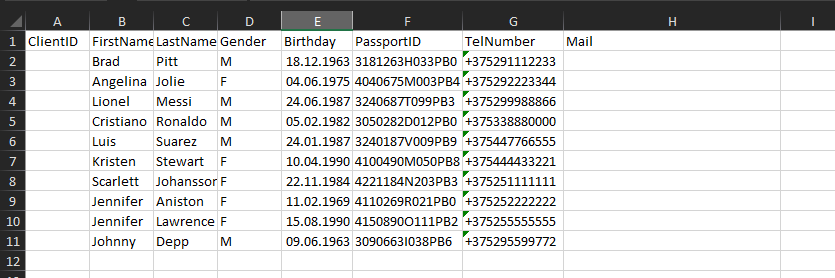 A B C D E F G H I
1 ClientID FirstName LastName Gender Birthday PassportID TelNumber Mail
2 Brad Pitt M 18.12.1963 3181263H033PB0 +375291112233
3 Angelina Jolie F 04.06.1975 4040675M003PB4 +375292223344
4 Lionel Messi M 24.06.1987 3240687T099PB3 +375299988866
5 Cristiano Ronaldo M 05.02.1982 3050282D012PB0 +375338880000
6 Luis Suarez M 24.01.1987 3240187V009PB9 +375447766555
7 Kristen Stewart F 10.04.1990 4100490M050PB8 +375444433221
8 Scarlett Johansson F 22.11.1984 4221184N203PB3 +375251111111
9 Jennifer Aniston F 11.02.1969 4110269R021PB0 +375252222222
10 Jennifer Lawrence F 15.08.1990 4150890O111PB2 +375255555555
11 Johnny Depp M 09.06.1963 3090663I038PB6 +375295599772
12